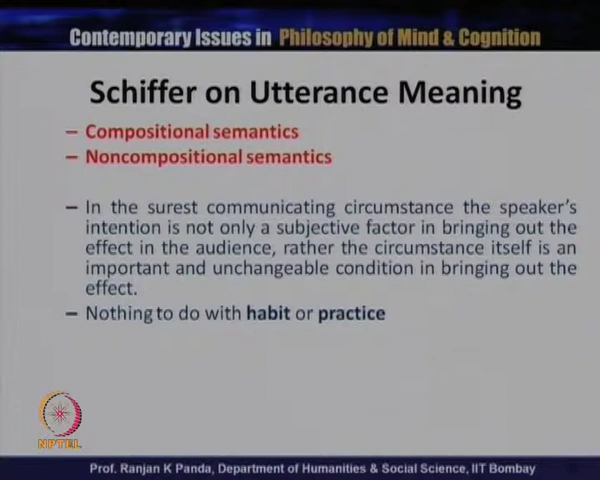 Contemporary Issues in Philosophy of Mind & Cognition
Schiffer on Utterance Meaning
– Compositional semantics
– Noncompositional semantics
– In the surest communicating circumstance the speaker's
intention is not only a subjective factor in bringing out the
effect in the audience, rather the circumstance itself is an
important and unchangeable condition in bringing out the
effect.
– Nothing to do with habit or practice
NPTEL
Prof. Ranjan K Panda, Department of Humanities & Social Science, IIT Bombay